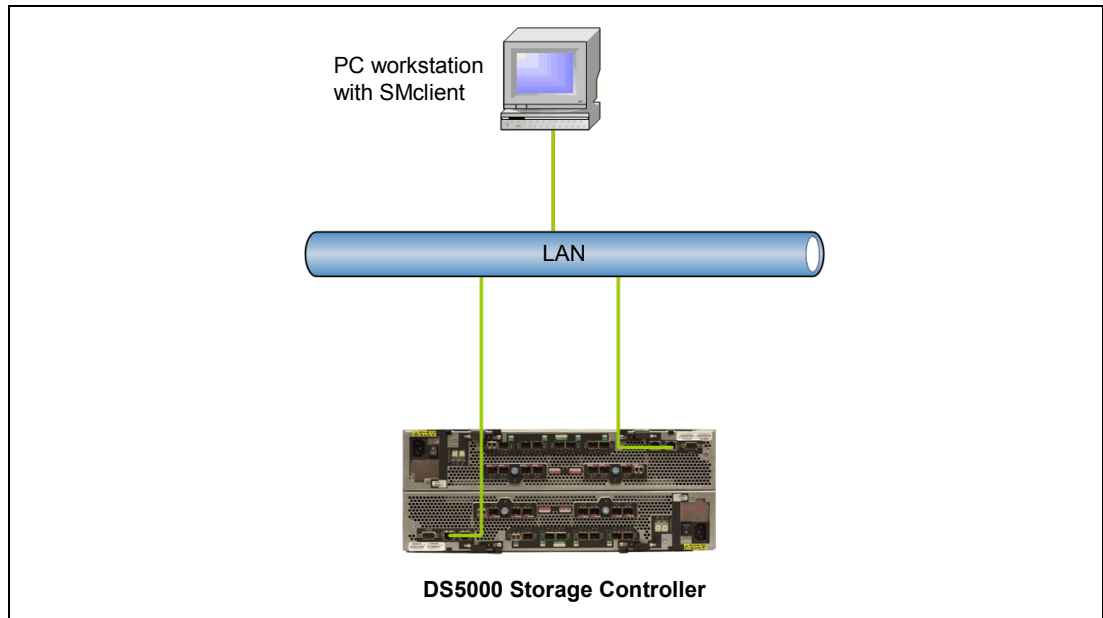 PC workstation
with SMclient
LAN
DS5000 Storage Controller